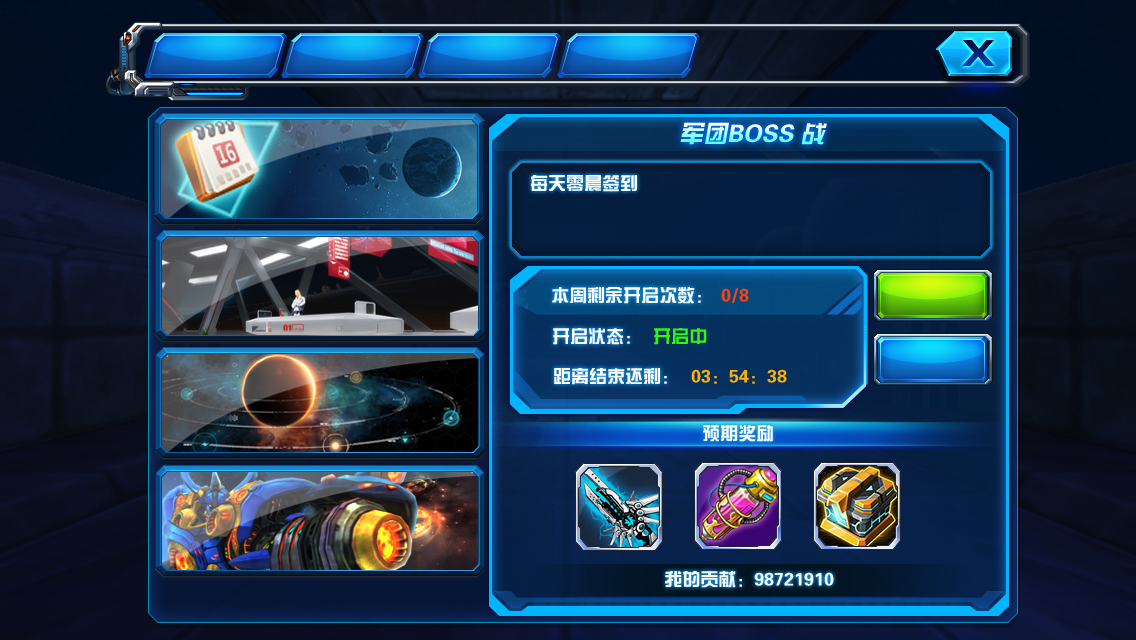 X
16
军团BOSS 战
每天零晨签到
本周剩余开启次数： 0/8
01
开启状态： 开启中
距离结束还剩： 03：54：38
预期奖励
我的贡献：98721910